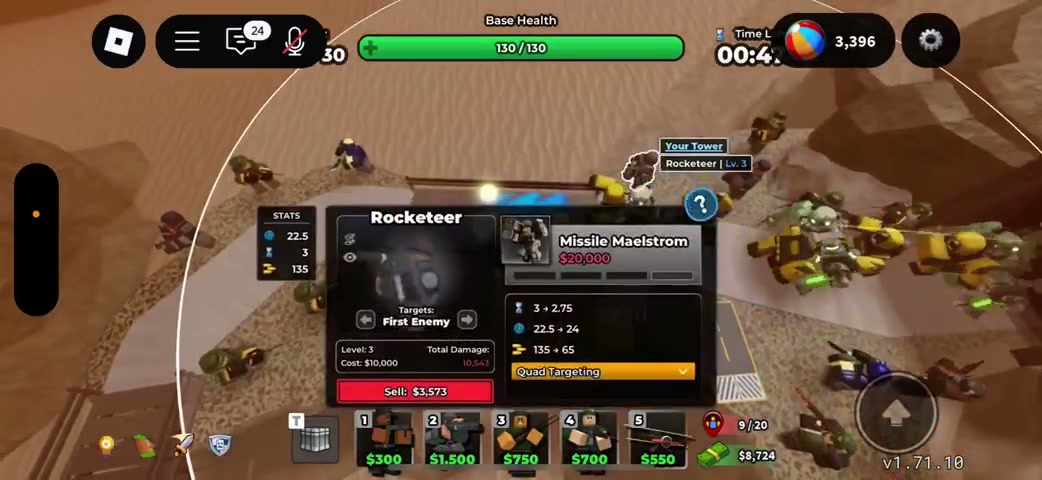 Base Health
24
30
130 / 130
Time L
00:4
3,396
Your Tower
Rocketeer | Lv. 3
?
STATS
22.5
3
135
Rocketeer
Targets:
First Enemy
Level: 3
Total Damage:
Cost: $10,000
10,543
Sell: $3,573
Missile Maelstrom
$20,000
3 → 2.75
22.5 → 24
135 → 65
Quad Targeting
T
1
$300
2
$1,500
3
$750
4
$700
5
$550
9 / 20
$8,724
v1.71.10